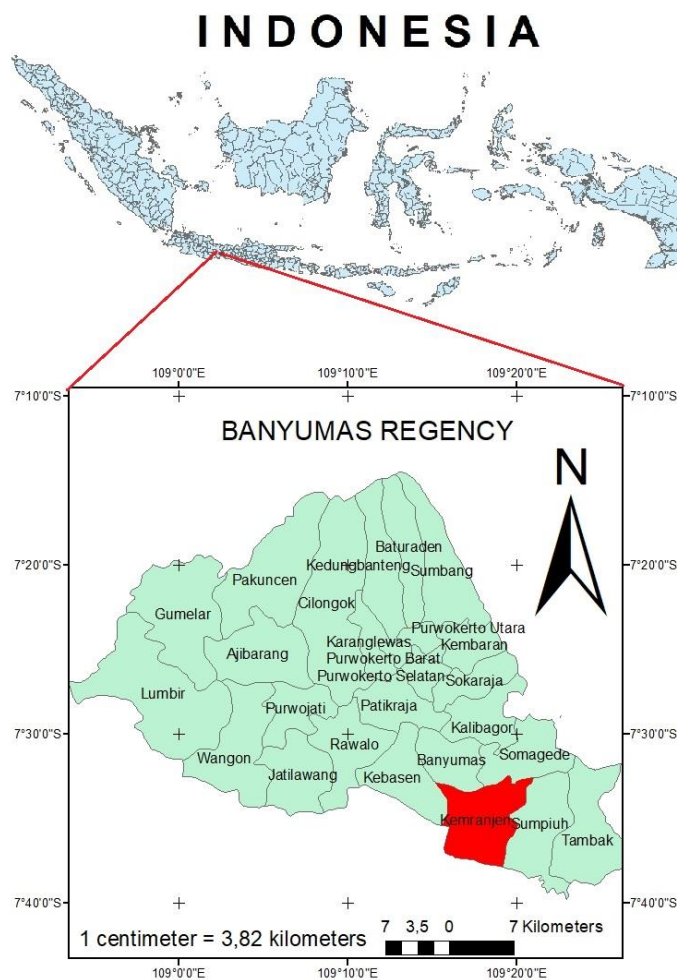 INDONESIA
109°0'0"E 109°10'0"E 109°20'0"E
7°10'0"S 7°10'0"S
BANYUMAS REGENCY
N
Baturaden
7°20'0"S Kedungbanteng Sumbang 7°20'0"S
Pakuncen
Cilongok
Gumelar
Purwokerto Utara
Karanglewas Kembaran
Ajibarang Purwokerto Barat
Purwokerto Selatan Sokaraja
Lumbir
Purwojati Patikraja
Kalibagor
7°30'0"S Rawalo 7°30'0"S
Wangon Banyumas Somagede
Jatilawang Kebasen
Kemranjen Sumpiuh
Tambak
7°40'0"S 7°40'0"S
7 3,5 0 7 Kilometers
1 centimeter = 3,82 kilometers
109°0'0"E 109°10'0"E 109°20'0"E